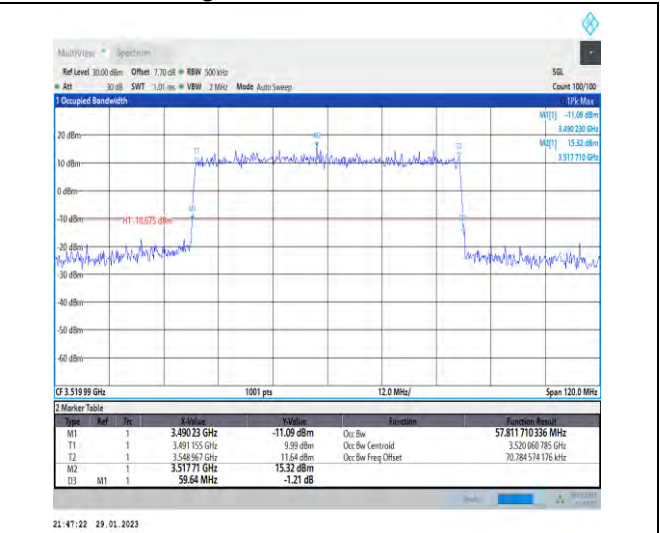 MultiView Spectrum
Ref Level 30.00 dBm Offset 7.70 dB RBW 500 kHz SGL
Att 30 dB SWT 1.01 ms VBW 2 MHz Mode Auto Sweep Count 100/100
1 Occupied Bandwidth 1Pk Max
M1[1] -11.09 dBm
3.490 230 GHz
M2[1] 15.32 dBm
3.517 710 GHz
20 dBm
10 dBm
0 dBm
-10 dBm
H1 -10.675 dBm
-20 dBm
-30 dBm
-40 dBm
-50 dBm
-60 dBm
T1
M2
T2
M1
CF 3.519 99 GHz 1001 pts 12.0 MHz/ Span 120.0 MHz
2 Marker Table
Type Ref Trc X-Value Y-Value Function Function Result
M1 1 3.490 23 GHz -11.09 dBm Occ Bw 57.811 710 336 MHz
T1 1 3.491 155 GHz 9.99 dBm Occ Bw Centroid 3.520 060 785 GHz
T2 1 3.548 967 GHz 11.64 dBm Occ Bw Freq Offset 70.784 574 176 kHz
M2 1 3.517 71 GHz 15.32 dBm
D3 M1 1 59.64 MHz -1.21 dB
21:47:22 29.01.2023